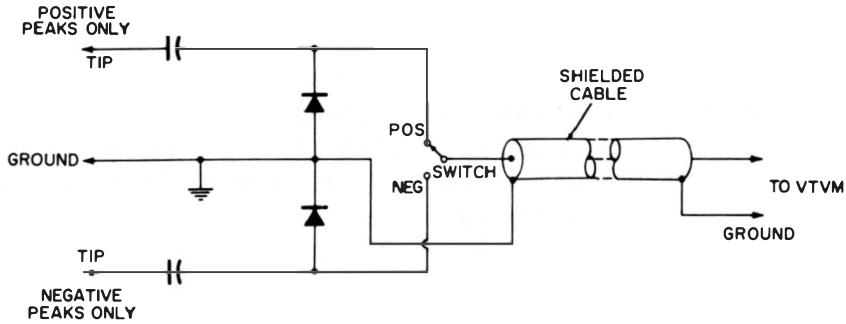 POSITIVE
PEAKS ONLY
TIP
SHIELDED
CABLE
POS
GROUND
SWITCH
NEG
TO VTVM
GROUND
TIP
NEGATIVE
PEAKS ONLY